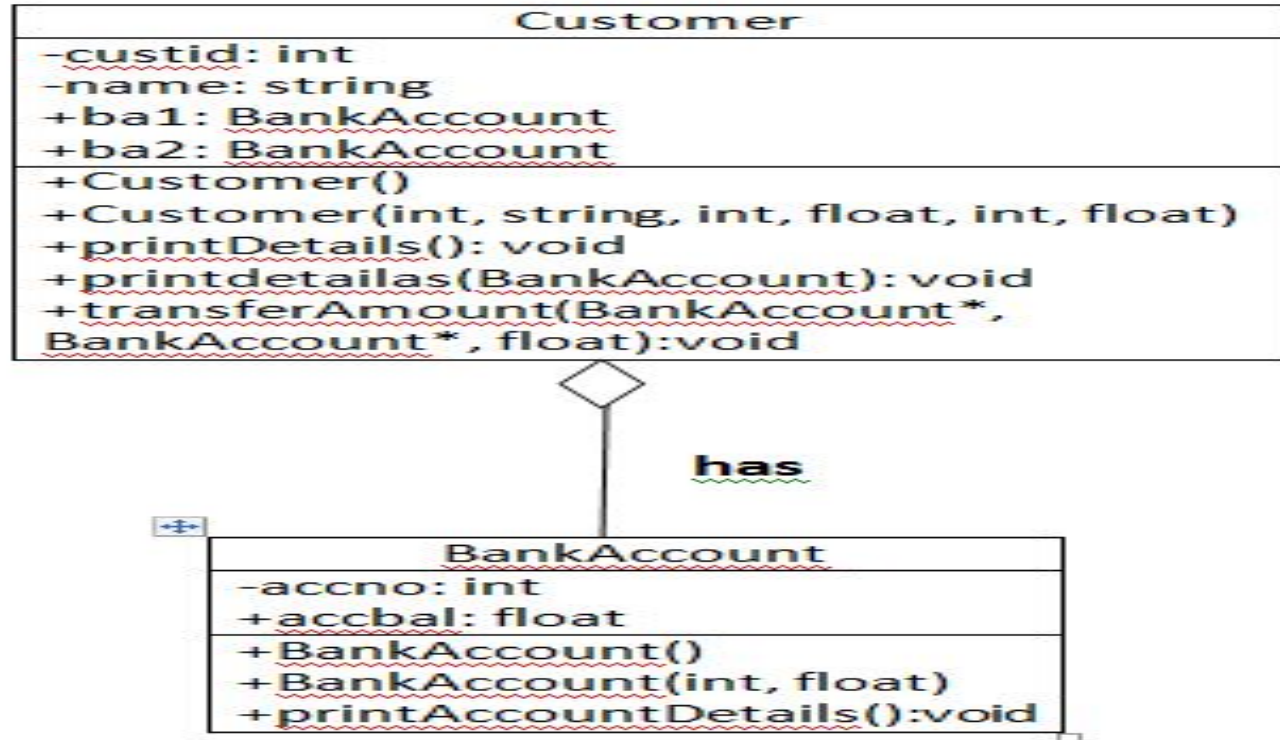 Customer
-custid: int
-name: string
+ba1: BankAccount
+ba2: BankAccount
+Customer()
+Customer(int, string, int, float, int, float)
+printDetails(): void
+printdetailas(BankAccount): void
+transferAmount(BankAccount*,
BankAccount*, float):void
has
BankAccount
-accno: int
+accbal: float
+BankAccount()
+BankAccount(int, float)
+printAccountDetails():void